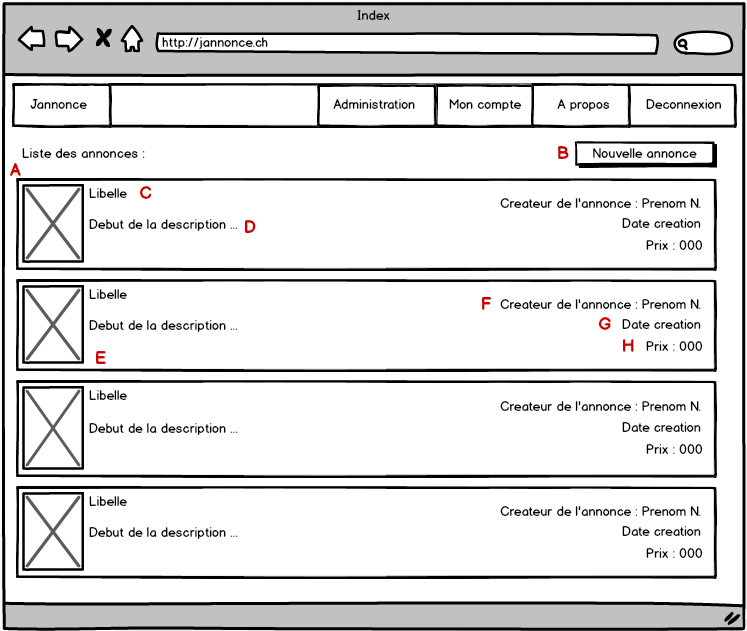 Index
http://jannonce.ch
Jannonce Administration Mon compte A propos Deconnexion
Liste des annonces : B Nouvelle annonce
A
Libelle C
Createur de l'annonce : Prenom N.
Debut de la description ... D Date creation
Prix : 000
Libelle
F Createur de l'annonce : Prenom N.
Debut de la description ... G Date creation
E H Prix : 000
Libelle
Createur de l'annonce : Prenom N.
Debut de la description ... Date creation
Prix : 000
Libelle
Createur de l'annonce : Prenom N.
Debut de la description ... Date creation
Prix : 000